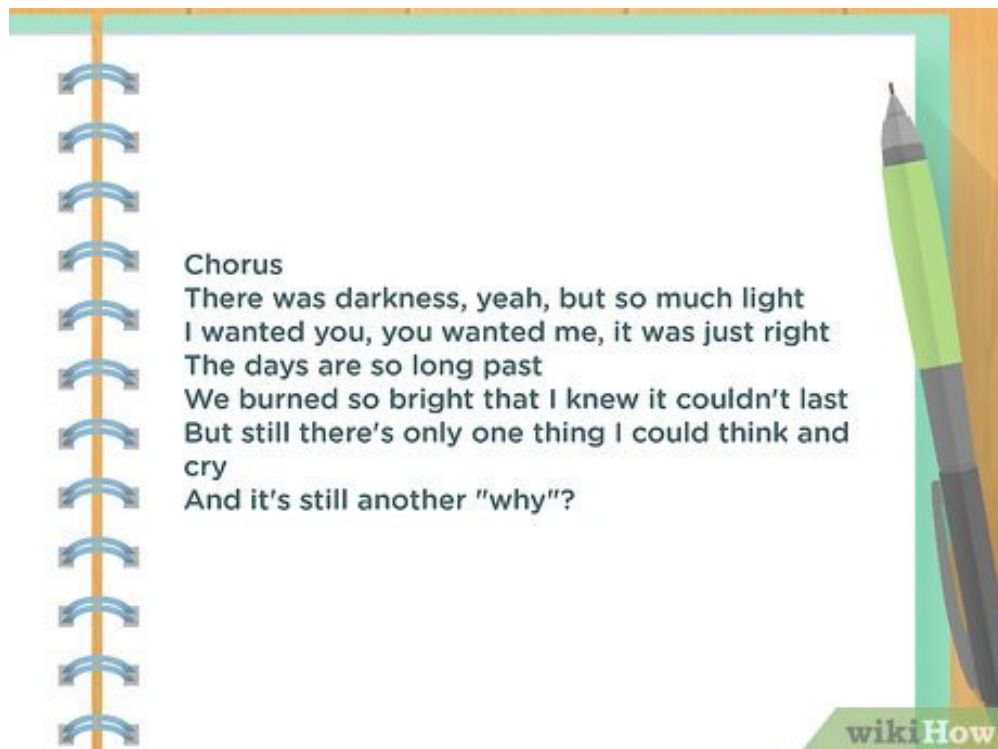 Chorus
There was darkness, yeah, but so much light
I wanted you, you wanted me, it was just right
The days are so long past
We burned so bright that I knew it couldn't last
But still there's only one thing I could think and
cry
And it's still another "why"?
wikiHow